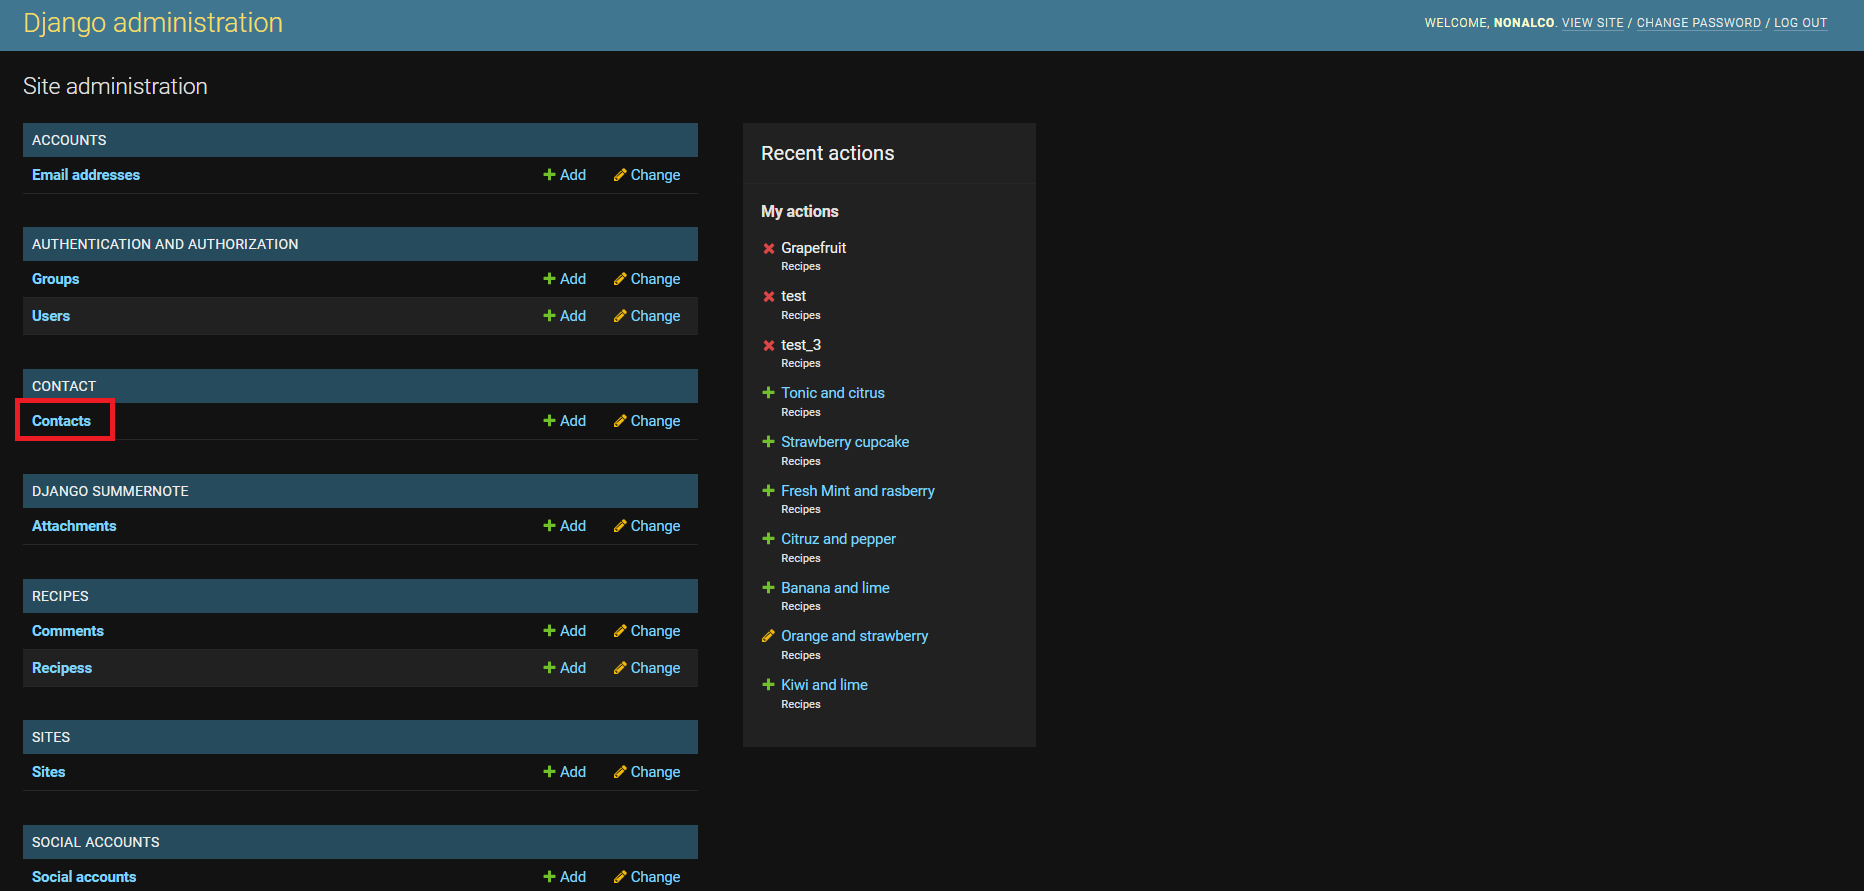 Django administration
WELCOME, NONALCO. VIEW SITE / CHANGE PASSWORD / LOG OUT
Site administration
ACCOUNTS
Email addresses Add Change
AUTHENTICATION AND AUTHORIZATION
Groups Add Change
Users Add Change
CONTACT
Contacts Add Change
DJANGO SUMMERNOTE
Attachments Add Change
RECIPES
Comments Add Change
Recipess Add Change
SITES
Sites Add Change
SOCIAL ACCOUNTS
Social accounts Add Change
Recent actions
My actions
Grapefruit
Recipes
test
Recipes
test_3
Recipes
Tonic and citrus
Recipes
Strawberry cupcake
Recipes
Fresh Mint and rasberry
Recipes
Citruz and pepper
Recipes
Banana and lime
Recipes
Orange and strawberry
Recipes
Kiwi and lime
Recipes